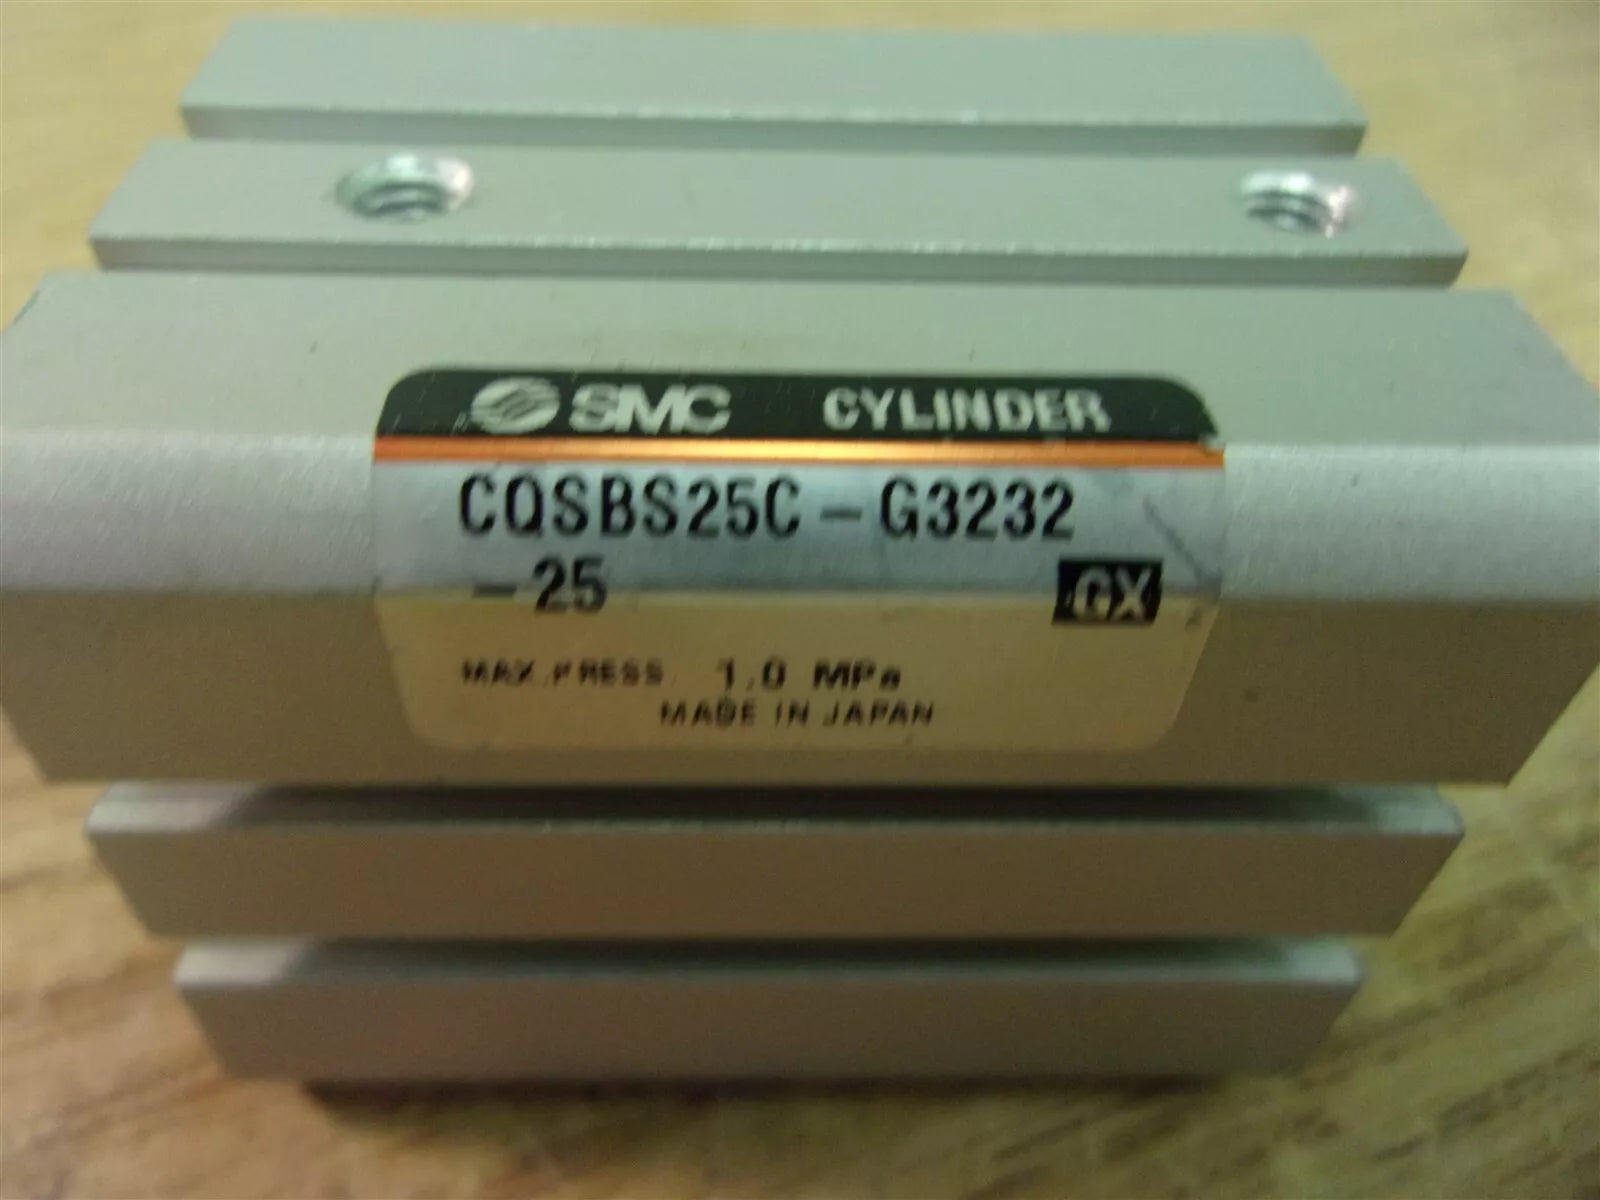 SMC CYLINDER
CQSBS25C-G3232
-25 GX
MAX.PRESS. 1.0 MPa
MADE IN JAPAN